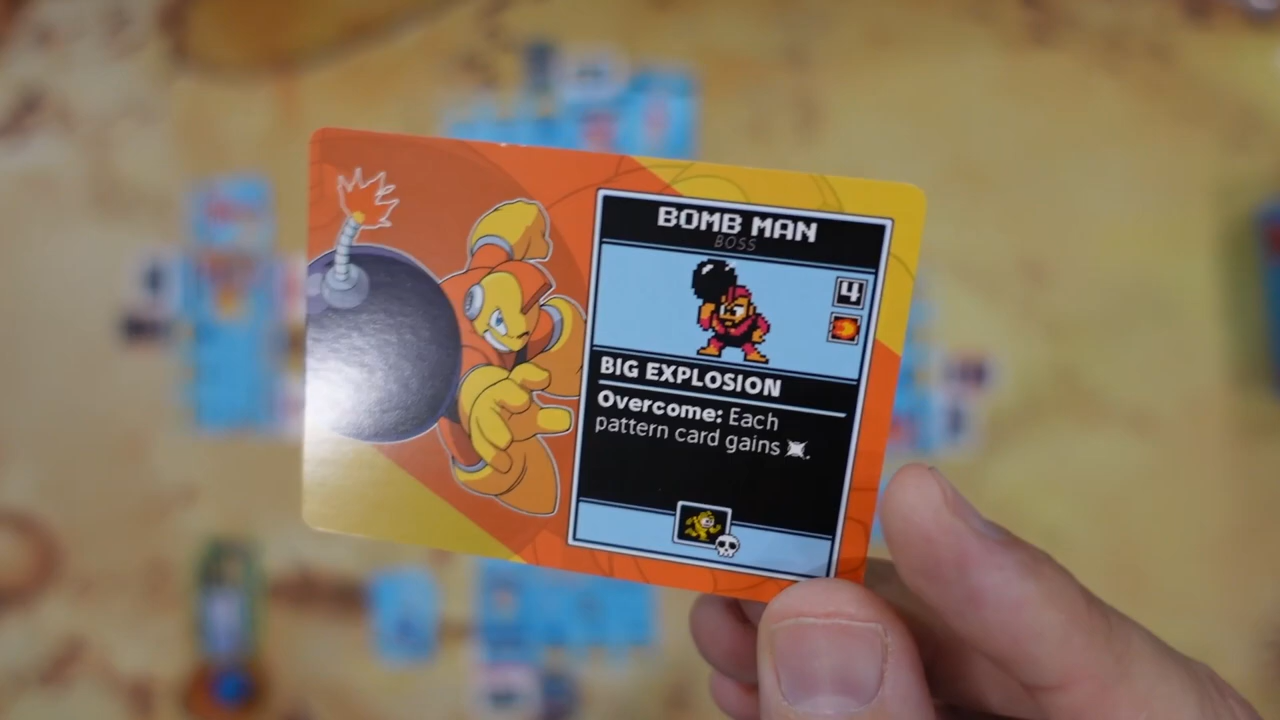 BOMB MAN
BOSS
4
BIG EXPLOSION
Overcome: Each
pattern card gains